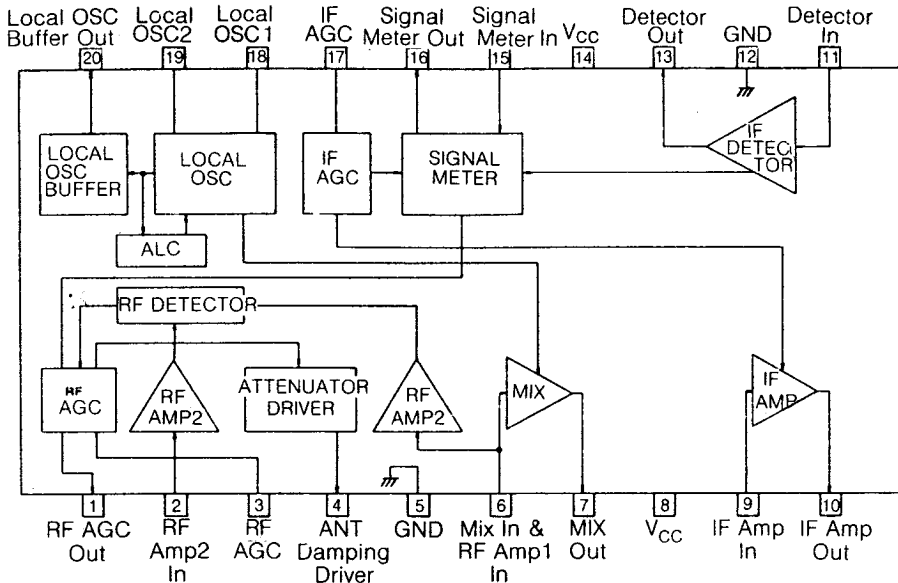 Local OSC
Buffer Out
Local
OSC2
Local
OSC1
IF
AGC
Signal
Meter Out
Signal
Meter In
VCC
Detector
Out
GND
Detector
In
20
19
18
17
16
15
14
13
12
11
LOCAL
OSC
BUFFER
LOCAL
OSC
IF
AGC
SIGNAL
METER
IF
DETEC
TOR
ALC
RF DETECTOR
RF
AGC
RF
AMP2
ATTENUATOR
DRIVER
RF
AMP2
MIX
IF
AMP
1
2
3
4
5
6
7
8
9
10
RF AGC
Out
RF
Amp2
In
RF
AGC
ANT
Damping
Driver
GND
Mix In &
RF Amp1
In
MIX
Out
VCC
IF Amp
In
IF Amp
Out